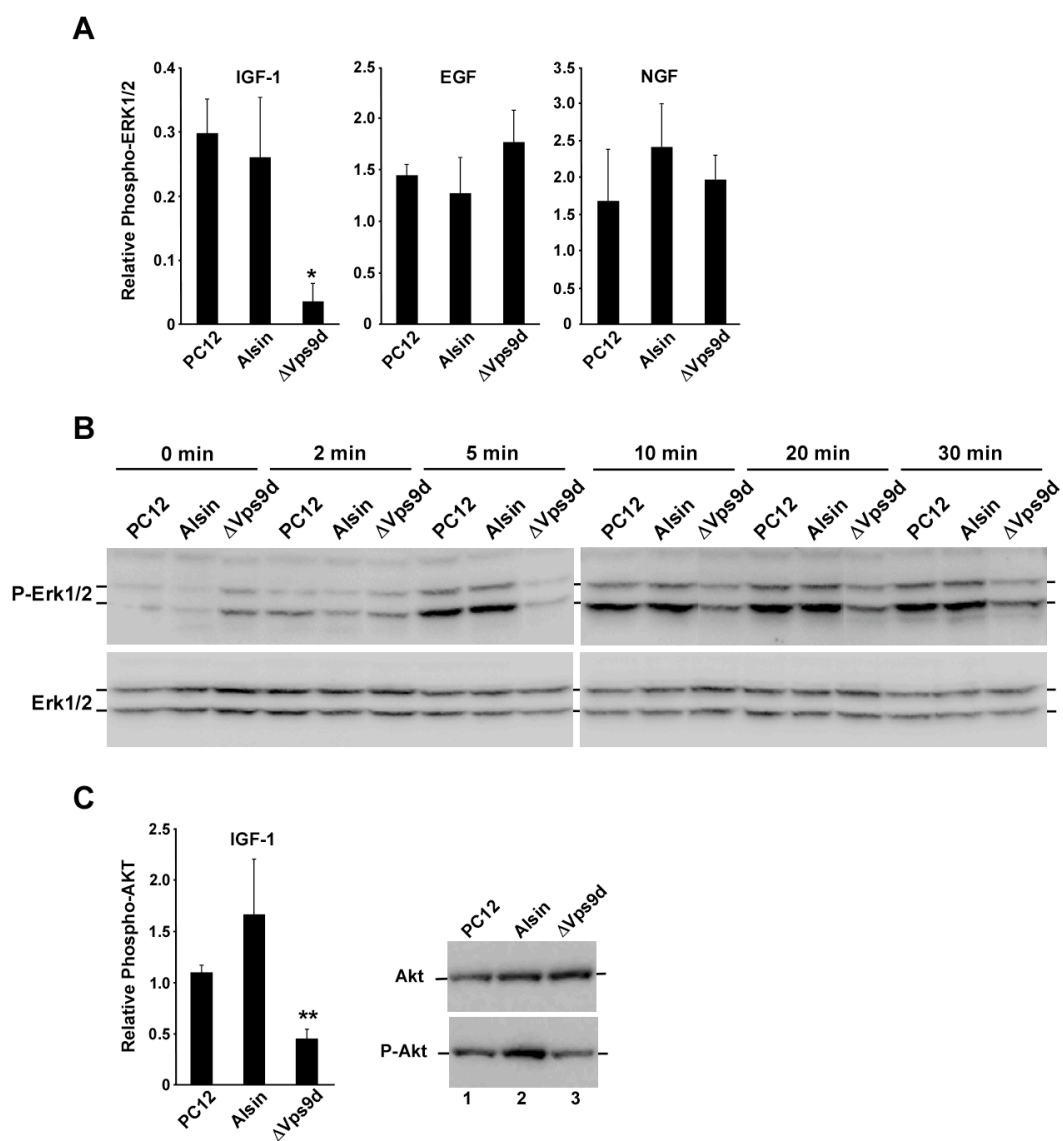 A
IGF-1
EGF
NGF
Relative Phospho-ERK1/2
0.4
0.3
0.2
0.1
0
*
PC12
Alsin
ΔVps9d
2.5
2.0
1.5
1.0
0.5
0
PC12
Alsin
ΔVps9d
3.5
3.0
2.5
2.0
1.5
1.0
0.5
0
PC12
Alsin
ΔVps9d
B
0 min 2 min 5 min 10 min 20 min 30 min
PC12 Alsin ΔVps9d PC12 Alsin ΔVps9d PC12 Alsin ΔVps9d PC12 Alsin ΔVps9d PC12 Alsin ΔVps9d PC12 Alsin ΔVps9d
P-Erk1/2
Erk1/2
C
IGF-1
Relative Phospho-AKT
2.5
2.0
1.5
1.0
0.5
0
**
PC12
Alsin
ΔVps9d
PC12 Alsin ΔVps9d
Akt
P-Akt
1 2 3